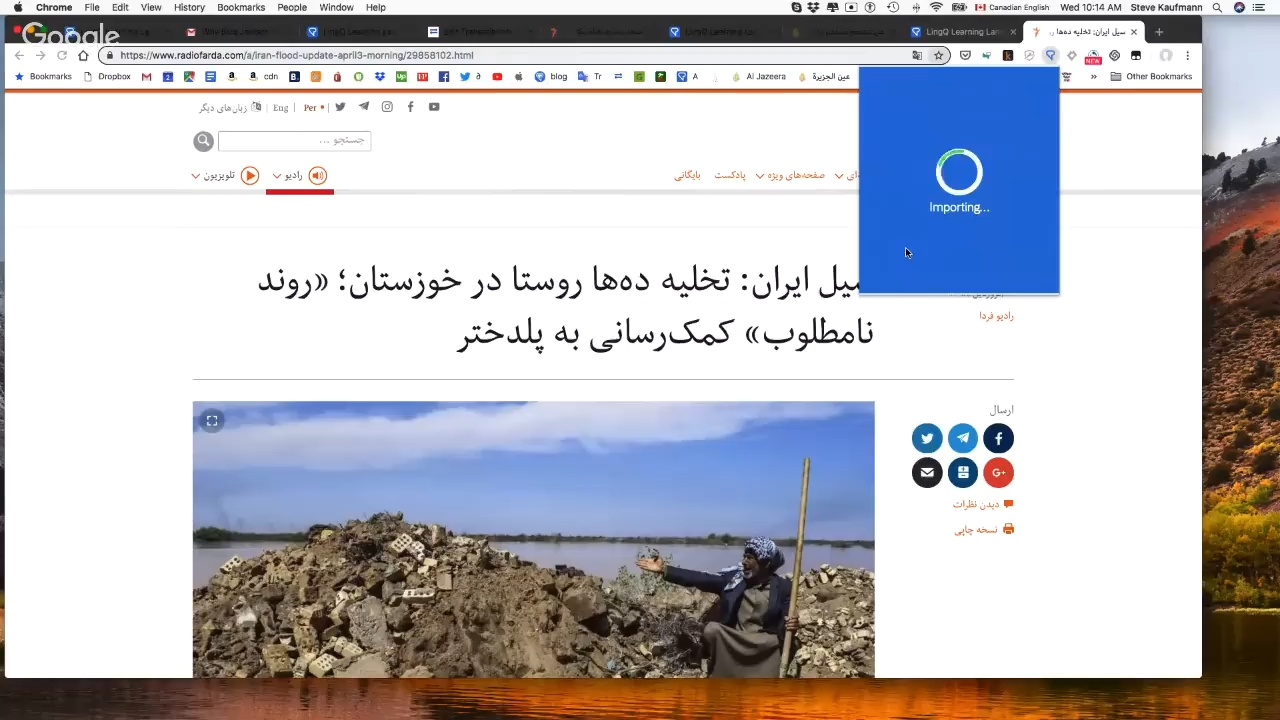 Chrome File Edit View History Bookmarks People Window Help
Canadian English Wed 10:14 AM Steve Kaufmann
Google
LingQ Learning Lan
سیل ایران: تخلیه ده‌ها
https://www.radiofarda.com/a/iran-flood-update-april3-morning/29858102.html
NEW
Bookmarks Dropbox cdn cdn blog Tr A Al Jazeera عين الجزيرة » Other Bookmarks
زبان‌های دیگر Eng Per
جستجو ...
رادیو تلویزیون
صفحه‌های ویژه پادکست بایگانی
Importing...
سیل ایران: تخلیه ده‌ها روستا در خوزستان؛ «روند
نامطلوب» کمک‌رسانی به پلدختر
رادیو فردا
ارسال
G+
دیدن نظرات
نسخه چاپی